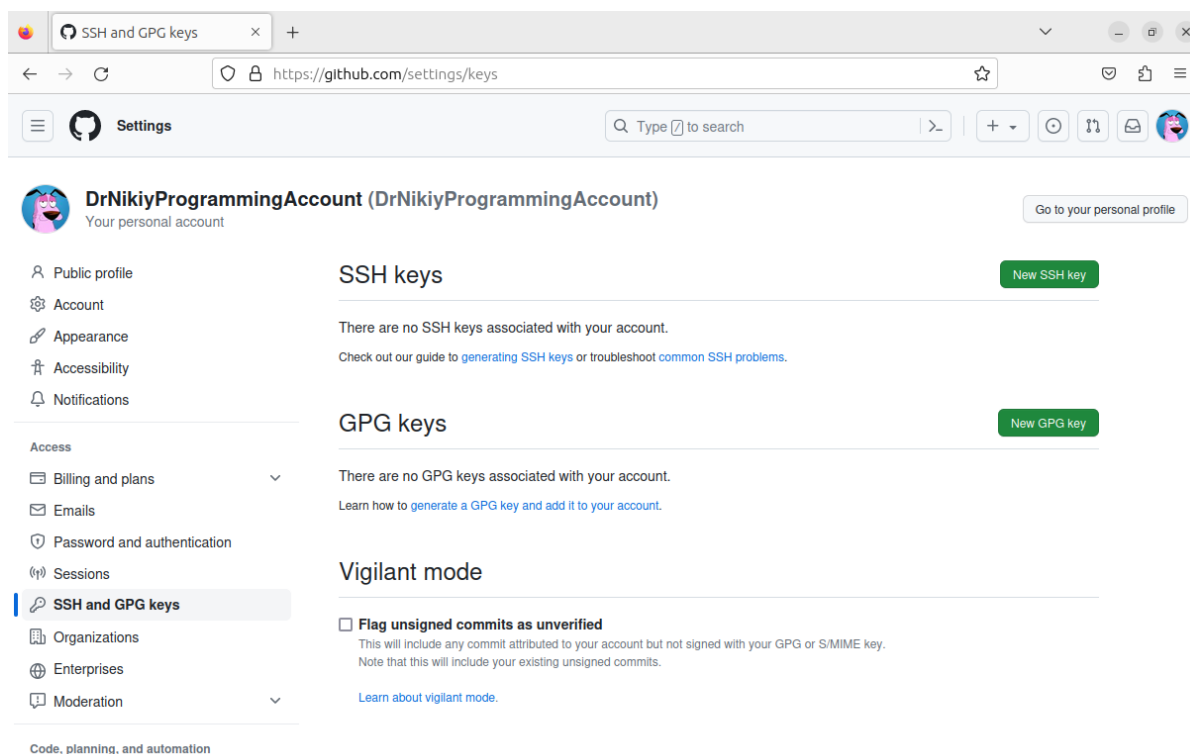 SSH and GPG keys
https://github.com/settings/keys
Settings
Type / to search
DrNikiyProgrammingAccount (DrNikiyProgrammingAccount)
Your personal account
Go to your personal profile
Public profile
Account
Appearance
Accessibility
Notifications
Access
Billing and plans
Emails
Password and authentication
Sessions
SSH and GPG keys
Organizations
Enterprises
Moderation
Code, planning, and automation
SSH keys
New SSH key
There are no SSH keys associated with your account.
Check out our guide to generating SSH keys or troubleshoot common SSH problems.
GPG keys
New GPG key
There are no GPG keys associated with your account.
Learn how to generate a GPG key and add it to your account.
Vigilant mode
Flag unsigned commits as unverified
This will include any commit attributed to your account but not signed with your GPG or S/MIME key.
Note that this will include your existing unsigned commits.
Learn about vigilant mode.